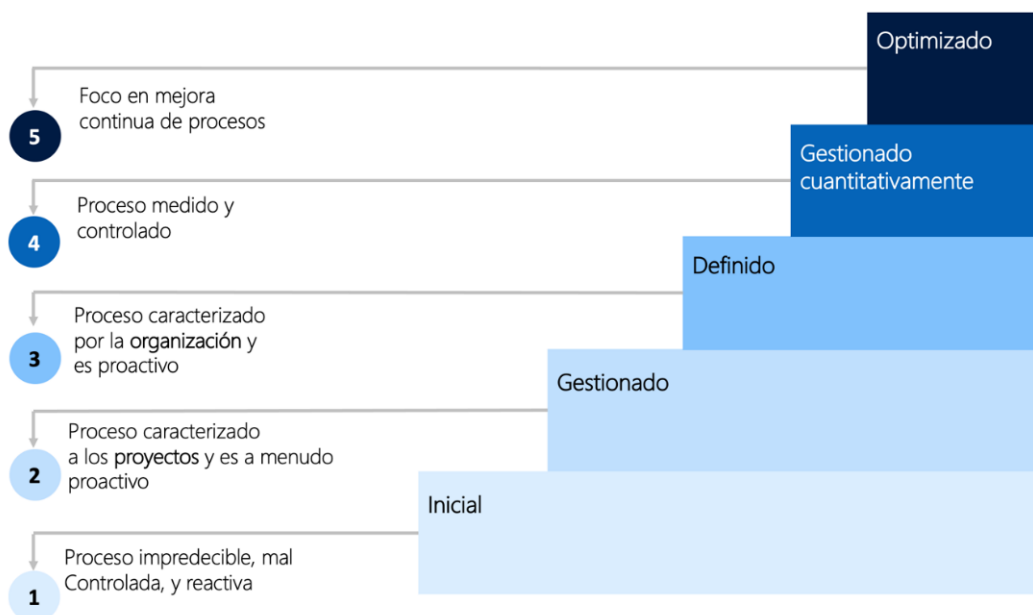 Optimizado
Foco en mejora
continua de procesos
5
Gestionado
cuantitativamente
Proceso medido y
controlado
4
Definido
Proceso caracterizado
por la organización y
es proactivo
3
Gestionado
Proceso caracterizado
a los proyectos y es a menudo
proactivo
2
Inicial
Proceso impredecible, mal
Controlada, y reactiva
1